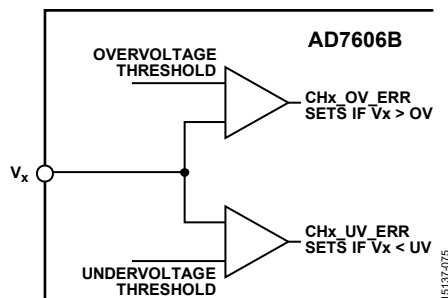 AD7606B
OVERVOLTAGE
THRESHOLD
CHx_OV_ERR
SETS IF Vx > OV
Vx
CHx_UV_ERR
SETS IF Vx < UV
UNDERVOLTAGE
THRESHOLD
15137-075